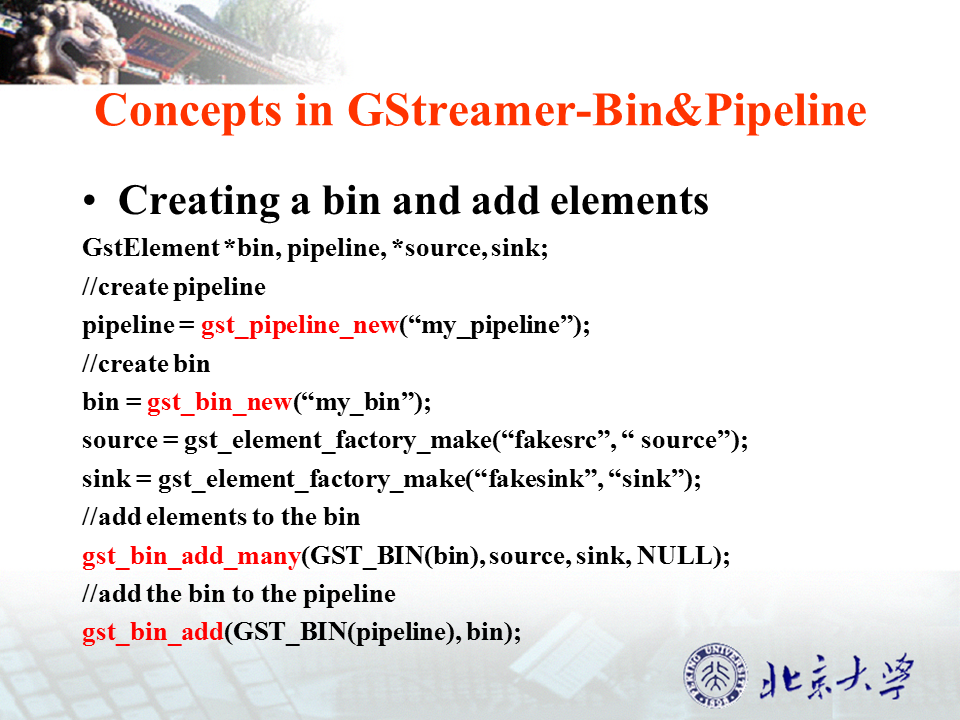 Concepts in GStreamer-Bin&Pipeline
• Creating a bin and add elements
GstElement *bin, pipeline, *source, sink;
//create pipeline
pipeline = gst_pipeline_new(“my_pipeline”);
//create bin
bin = gst_bin_new(“my_bin”);
source = gst_element_factory_make(“fakesrc”, “ source”);
sink = gst_element_factory_make(“fakesink”, “sink”);
//add elements to the bin
gst_bin_add_many(GST_BIN(bin), source, sink, NULL);
//add the bin to the pipeline
gst_bin_add(GST_BIN(pipeline), bin);
PEKING UNIVERSITY
1898
北京大学